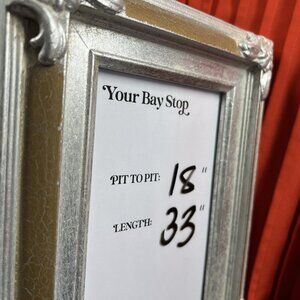 Your Bay Stop
PIT TO PIT: 18"
LENGTH: 33"